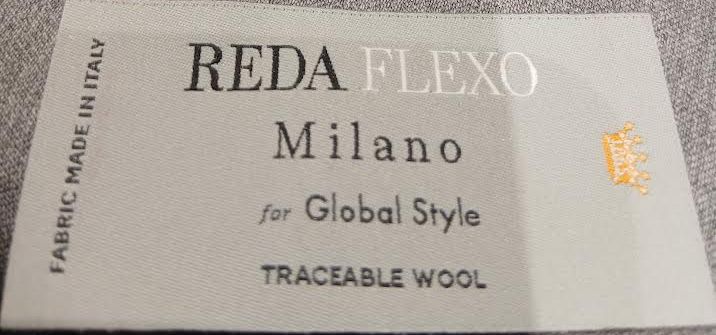 REDA FLEXO
Milano
for Global Style
TRACEABLE WOOL
FABRIC MADE IN ITALY